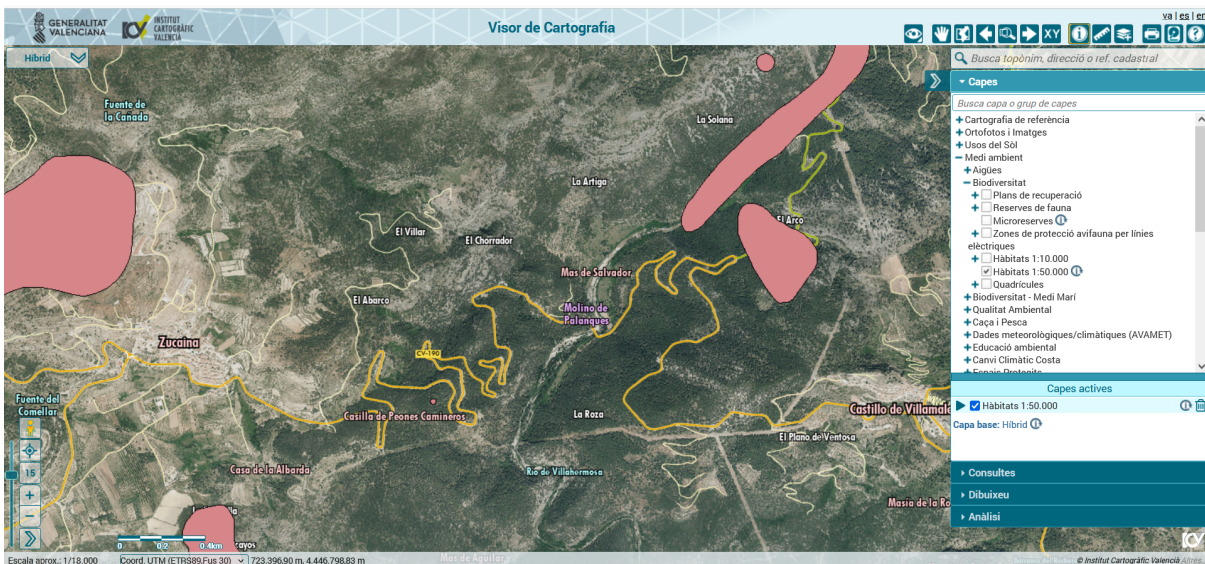 GENERALITAT
VALENCIANA
INSTITUT
CARTOGRÀFIC
VALENCIÀ
Visor de Cartografia
va | es | en
XY
Híbrid
Busca topònim, direcció o ref. cadastral
Capes
Busca capa o grup de capes
Cartografia de referència
Ortofotos i Imatges
Usos del Sòl
Medi ambient
Aigües
Biodiversitat
Plans de recuperació
Reserves de fauna
Microreserves
Zones de protecció avifauna per línies
elèctriques
Hàbitats 1:10.000
Hàbitats 1:50.000
Quadrícules
Biodiversitat - Medi Marí
Qualitat Ambiental
Caça i Pesca
Dades meteorològiques/climàtiques (AVAMET)
Educació ambiental
Canvi Climàtic Costa
Espais Protegits
Capes actives
Hàbitats 1:50.000
Capa base: Híbrid
Consultes
Dibuixeu
Anàlisi
Fuente de
la Canada
La Solana
La Artiga
El Arco
El Villar
El Chorrador
Mas de Salvador
El Abarco
Molino de
Palanques
Zucaina
CV-190
Fuente del
Comellar
Casilla de Peones Camineros
La Roza
Castillo de Villamale
El Plano de Ventosa
Casa de la Albarda
Rio de Villahermosa
Masia de la Ro
15
0 0.2 0.4km
Mas de Aguilar
Escala aprox.: 1/18.000
Coord. UTM (ETRS89,Fus 30)
723.396,90 m, 4.446.798,83 m
© Institut Cartogràfic Valencià